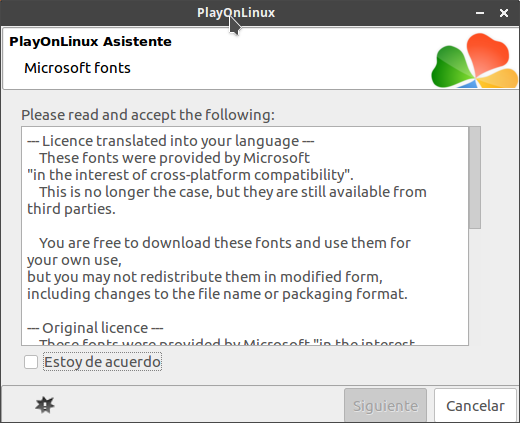 PlayOnLinux
PlayOnLinux Asistente
Microsoft fonts
Please read and accept the following:
--- Licence translated into your language ---
These fonts were provided by Microsoft
"in the interest of cross-platform compatibility".
This is no longer the case, but they are still available from
third parties.
You are free to download these fonts and use them for
your own use,
but you may not redistribute them in modified form,
including changes to the file name or packaging format.
--- Original licence ---
These fonts were provided by Microsoft "in the interest
Estoy de acuerdo
Siguiente
Cancelar